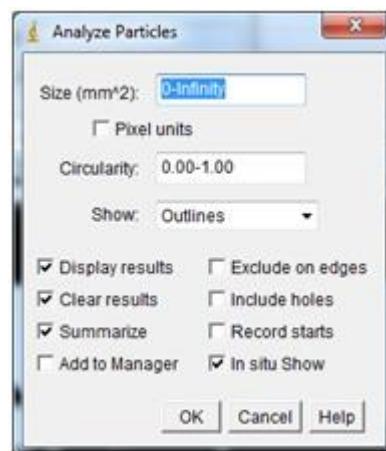 Analyze Particles
Size (mm^2): 0-Infinity
Pixel units
Circularity: 0.00-1.00
Show: Outlines
Display results Exclude on edges
Clear results Include holes
Summarize Record starts
Add to Manager In situ Show
OK Cancel Help